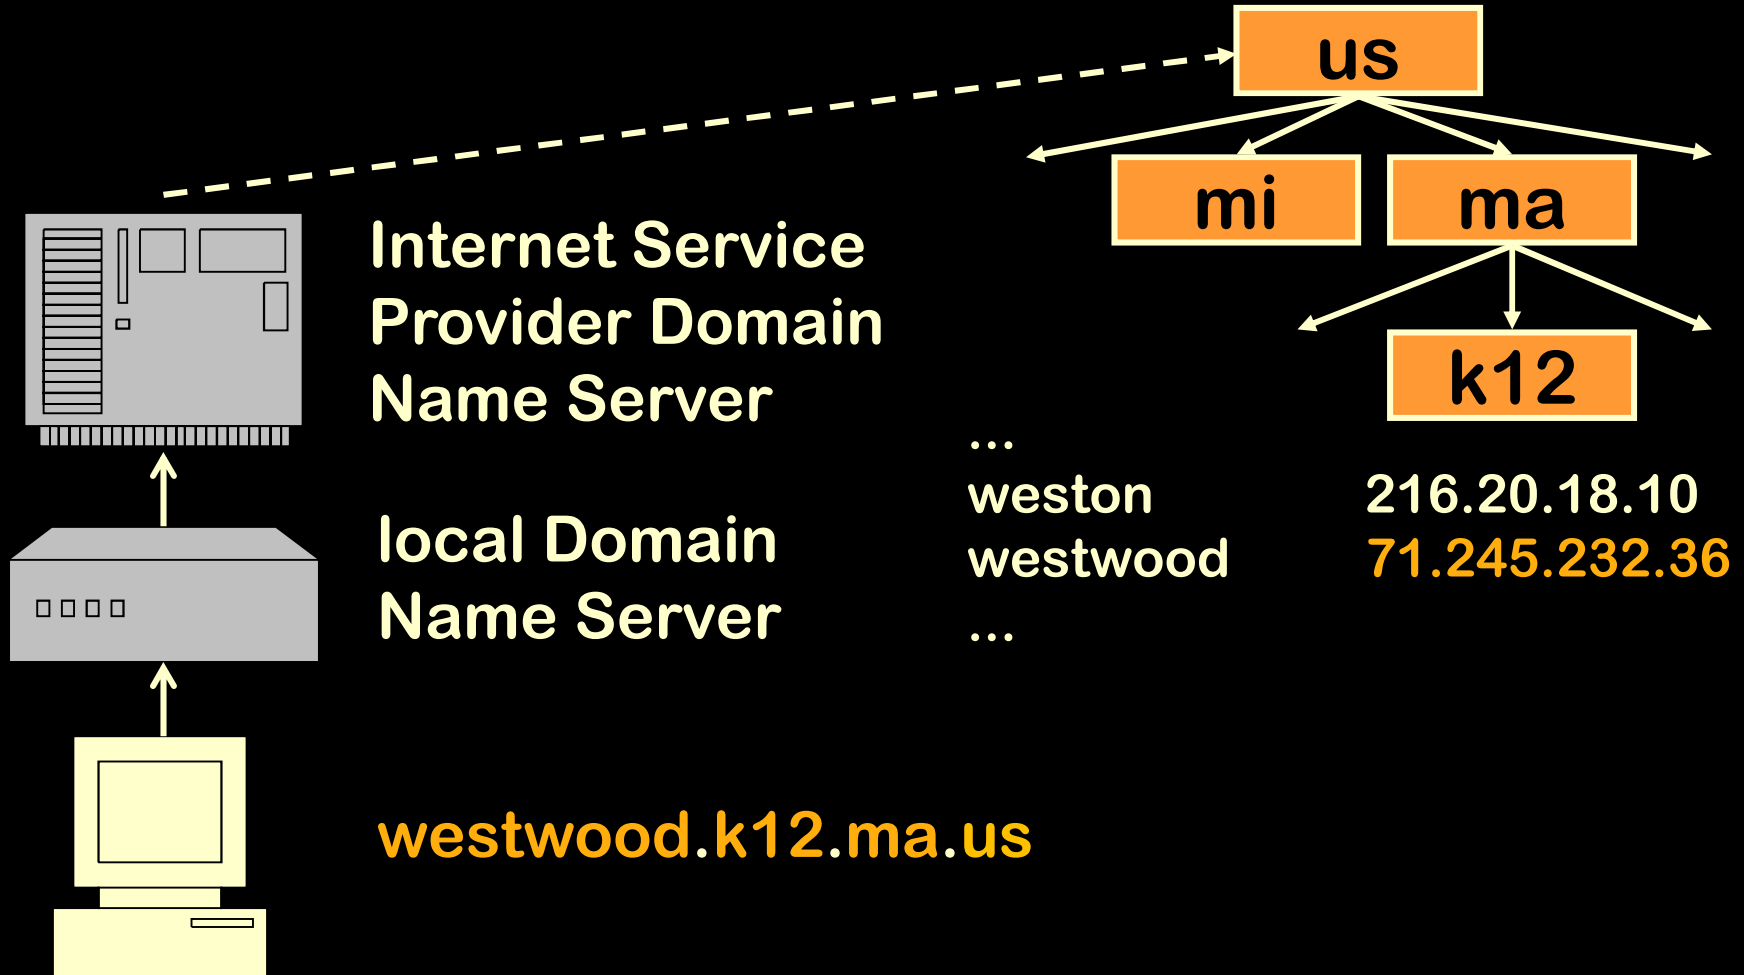 us
mi ma
Internet Service
Provider Domain
Name Server
k12
...
weston 216.20.18.10
local Domain
Name Server
westwood 71.245.232.36
...
westwood.k12.ma.us